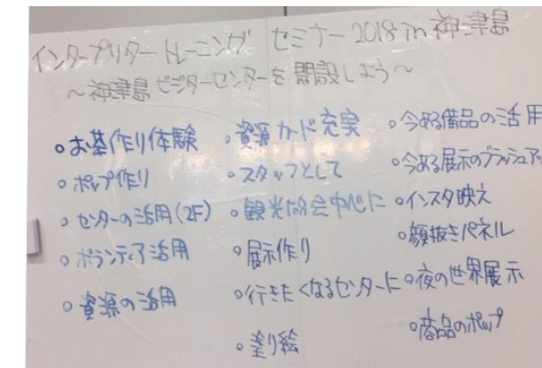 インタープリタートレーニング セミナー2018 in 神津島
～神津島ビジターセンターを開設しよう～
・お茶作り体験
・ポップ作り
・センターの活用(2F)
・ボランティア活用
・資源の活用
・資源カード充実
・スタッフとして
・観光協会中心に
・展示作り
・行きたくなるセンターに
・塗り絵
・今ある備品の活用
・今ある展示のブラッシュアップ
・インスタ映え
・顔抜きパネル
・夜の世界展示
・商品のポップ